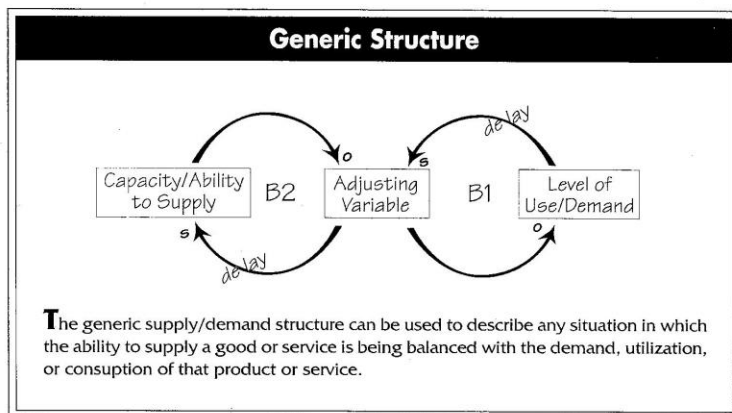 Generic Structure
delay
o
s
Capacity/Ability
to Supply
B2
Adjusting
Variable
B1
Level of
Use/Demand
s
o
delay
The generic supply/demand structure can be used to describe any situation in which
the ability to supply a good or service is being balanced with the demand, utilization,
or consuption of that product or service.